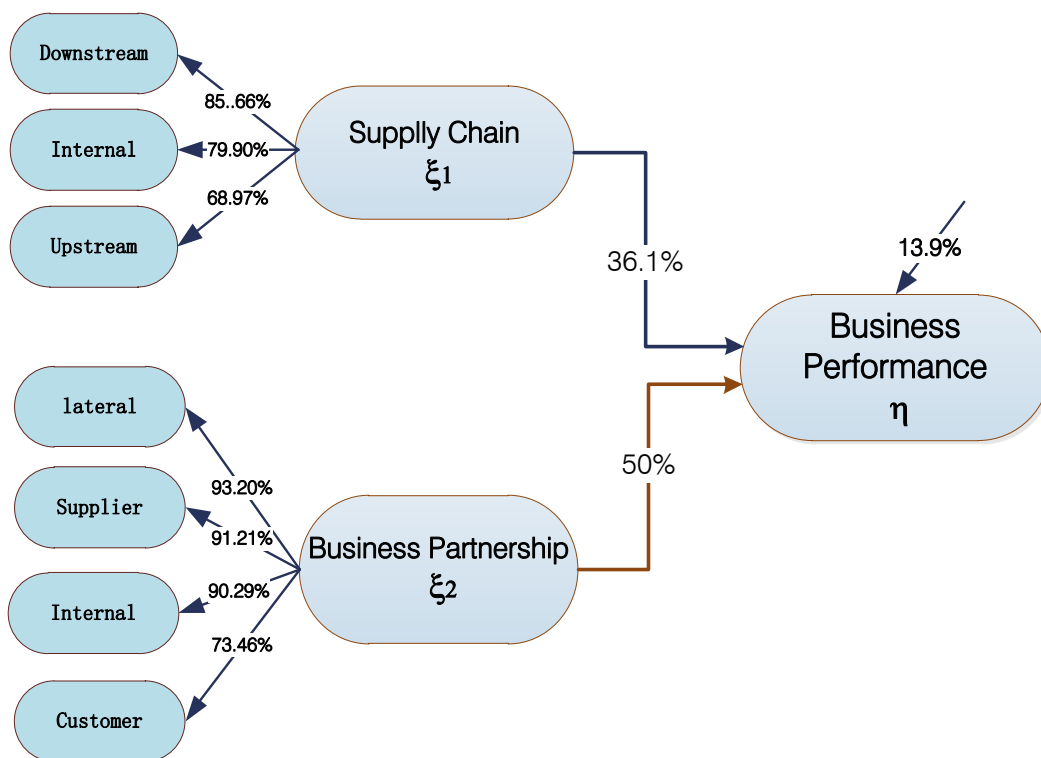 Downstream
85..66%
Internal
79.90%
68.97%
Upstream
Supplly Chain
ξ1
36.1%
13.9%
Business
Performance
η
lateral
93.20%
Supplier
91.21%
Internal
90.29%
73.46%
Customer
Business Partnership
ξ2
50%